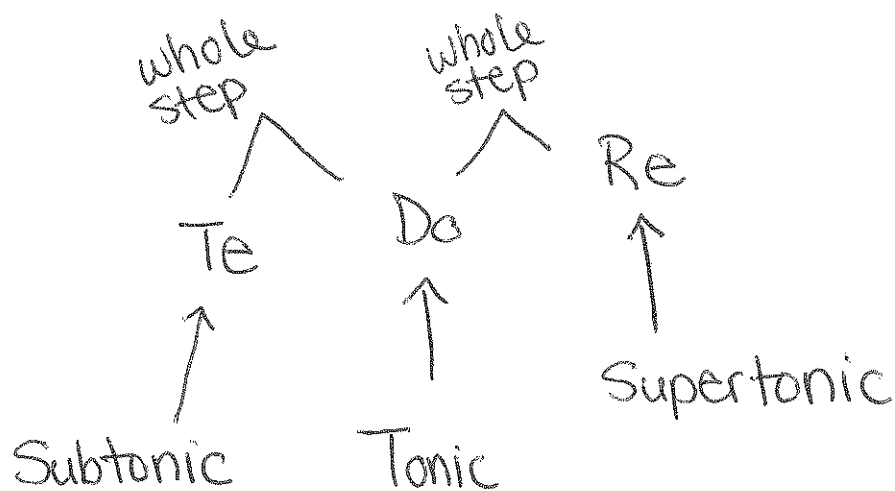 whole
step
whole
step
Te
Do
Re
Subtonic
Tonic
Supertonic